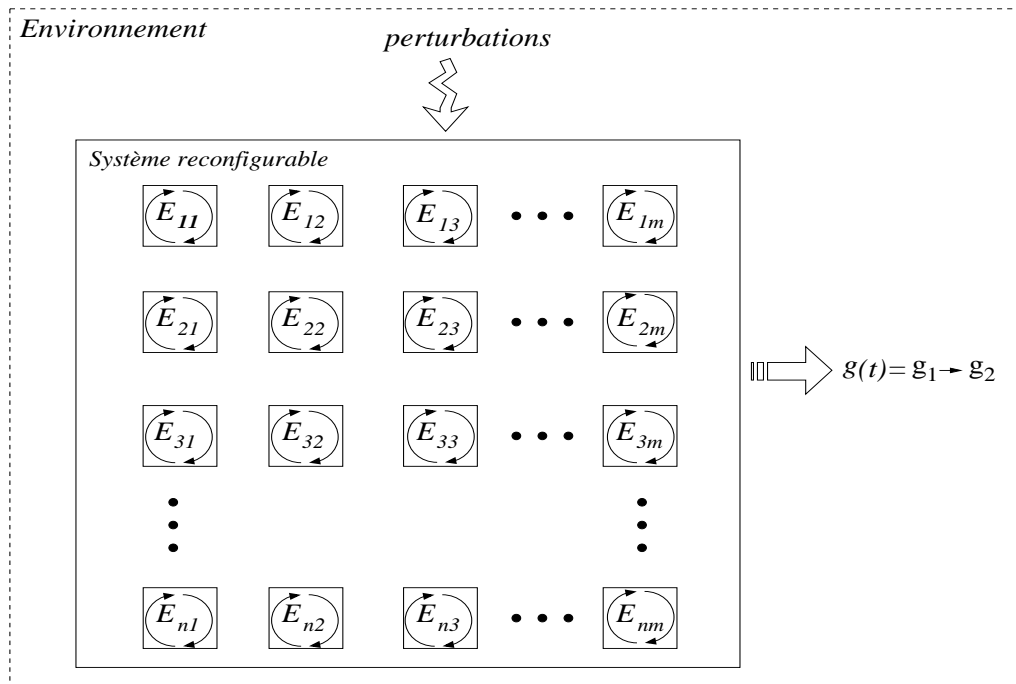 Environnement
perturbations
Système reconfigurable
E11 E12 E13 • • • E1m
E21 E22 E23 • • • E2m
g(t)= g1→ g2
E31 E32 E33 • • • E3m
En1 En2 En3 • • • Enm